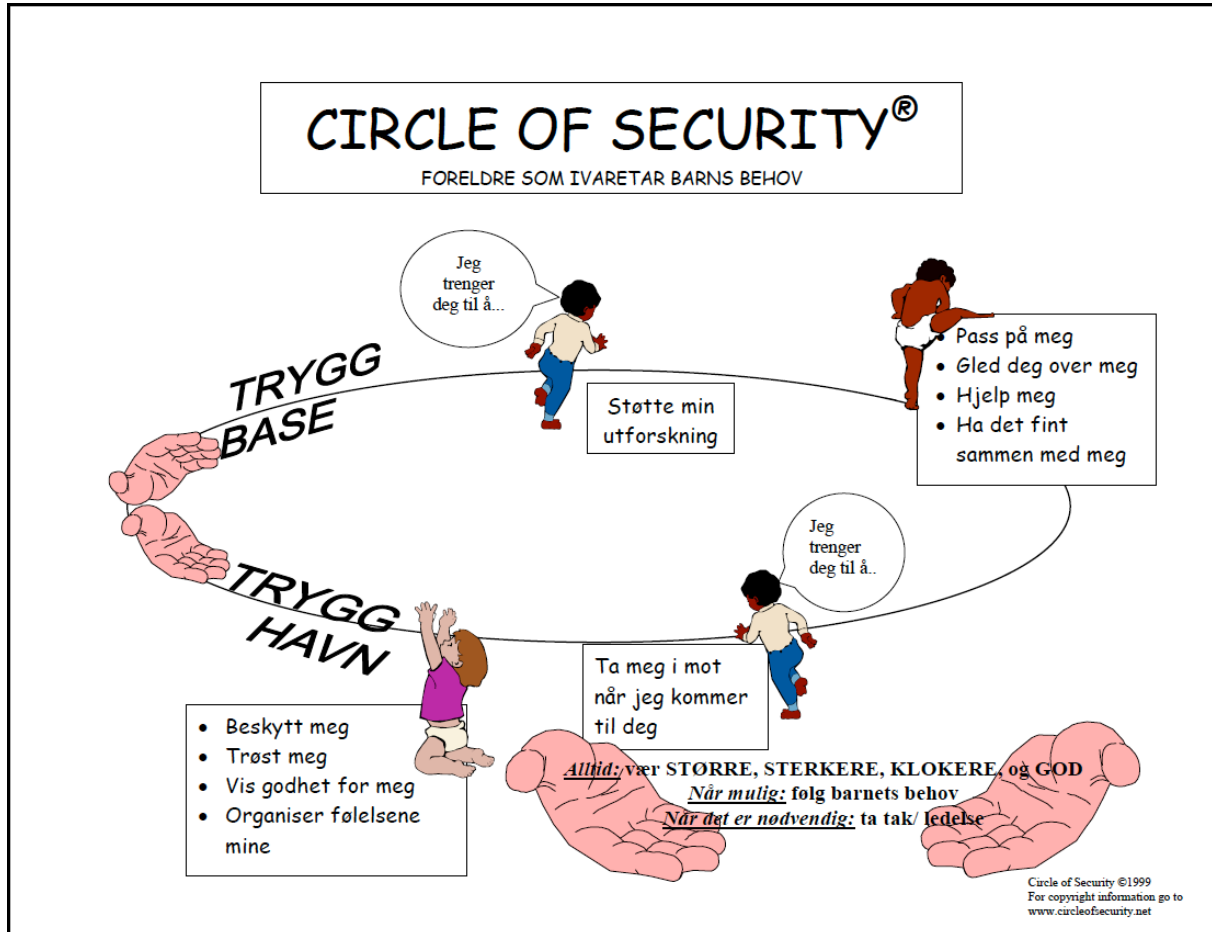 CIRCLE OF SECURITY®
FORELDRE SOM IVARETAR BARNS BEHOV
Jeg
trenger
deg til å...
TRYGG
BASE
Støtte min
utforskning
• Pass på meg
• Gled deg over meg
• Hjelp meg
• Ha det fint
sammen med meg
Jeg
trenger
deg til å..
TRYGG
HAVN
Ta meg i mot
når jeg kommer
til deg
• Beskytt meg
• Trøst meg
• Vis godhet for meg
• Organiser følelsene
mine
Alltid: vær STØRRE, STERKERE, KLOKERE, og GOD
Når mulig: følg barnets behov
Når det er nødvendig: ta tak/ ledelse
Circle of Security ©1999
For copyright information go to
www.circleofsecurity.net